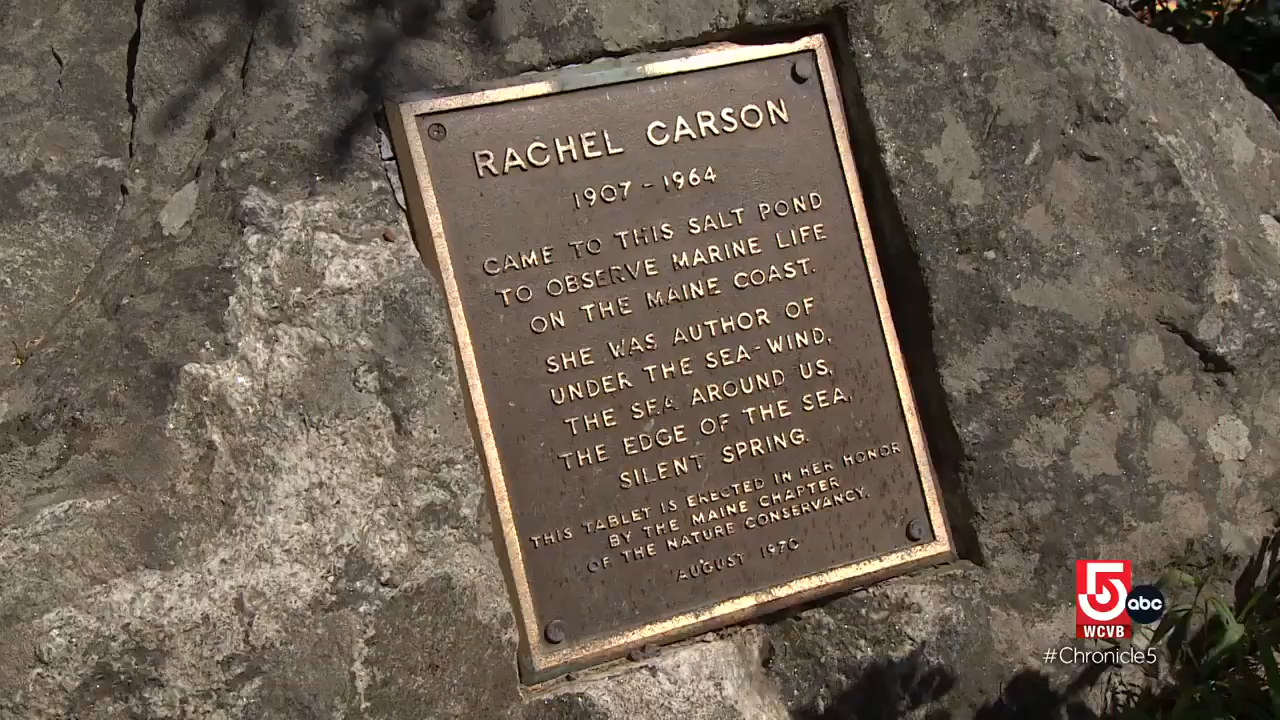 RACHEL CARSON
1907 - 1964
CAME TO THIS SALT POND
TO OBSERVE MARINE LIFE
ON THE MAINE COAST.
SHE WAS AUTHOR OF
UNDER THE SEA-WIND,
THE SEA AROUND US,
THE EDGE OF THE SEA,
SILENT SPRING.
THIS TABLET IS ERECTED IN HER HONOR
BY THE MAINE CHAPTER
OF THE NATURE CONSERVANCY.
AUGUST 1970
5 abc
WCVB
#Chronicle5